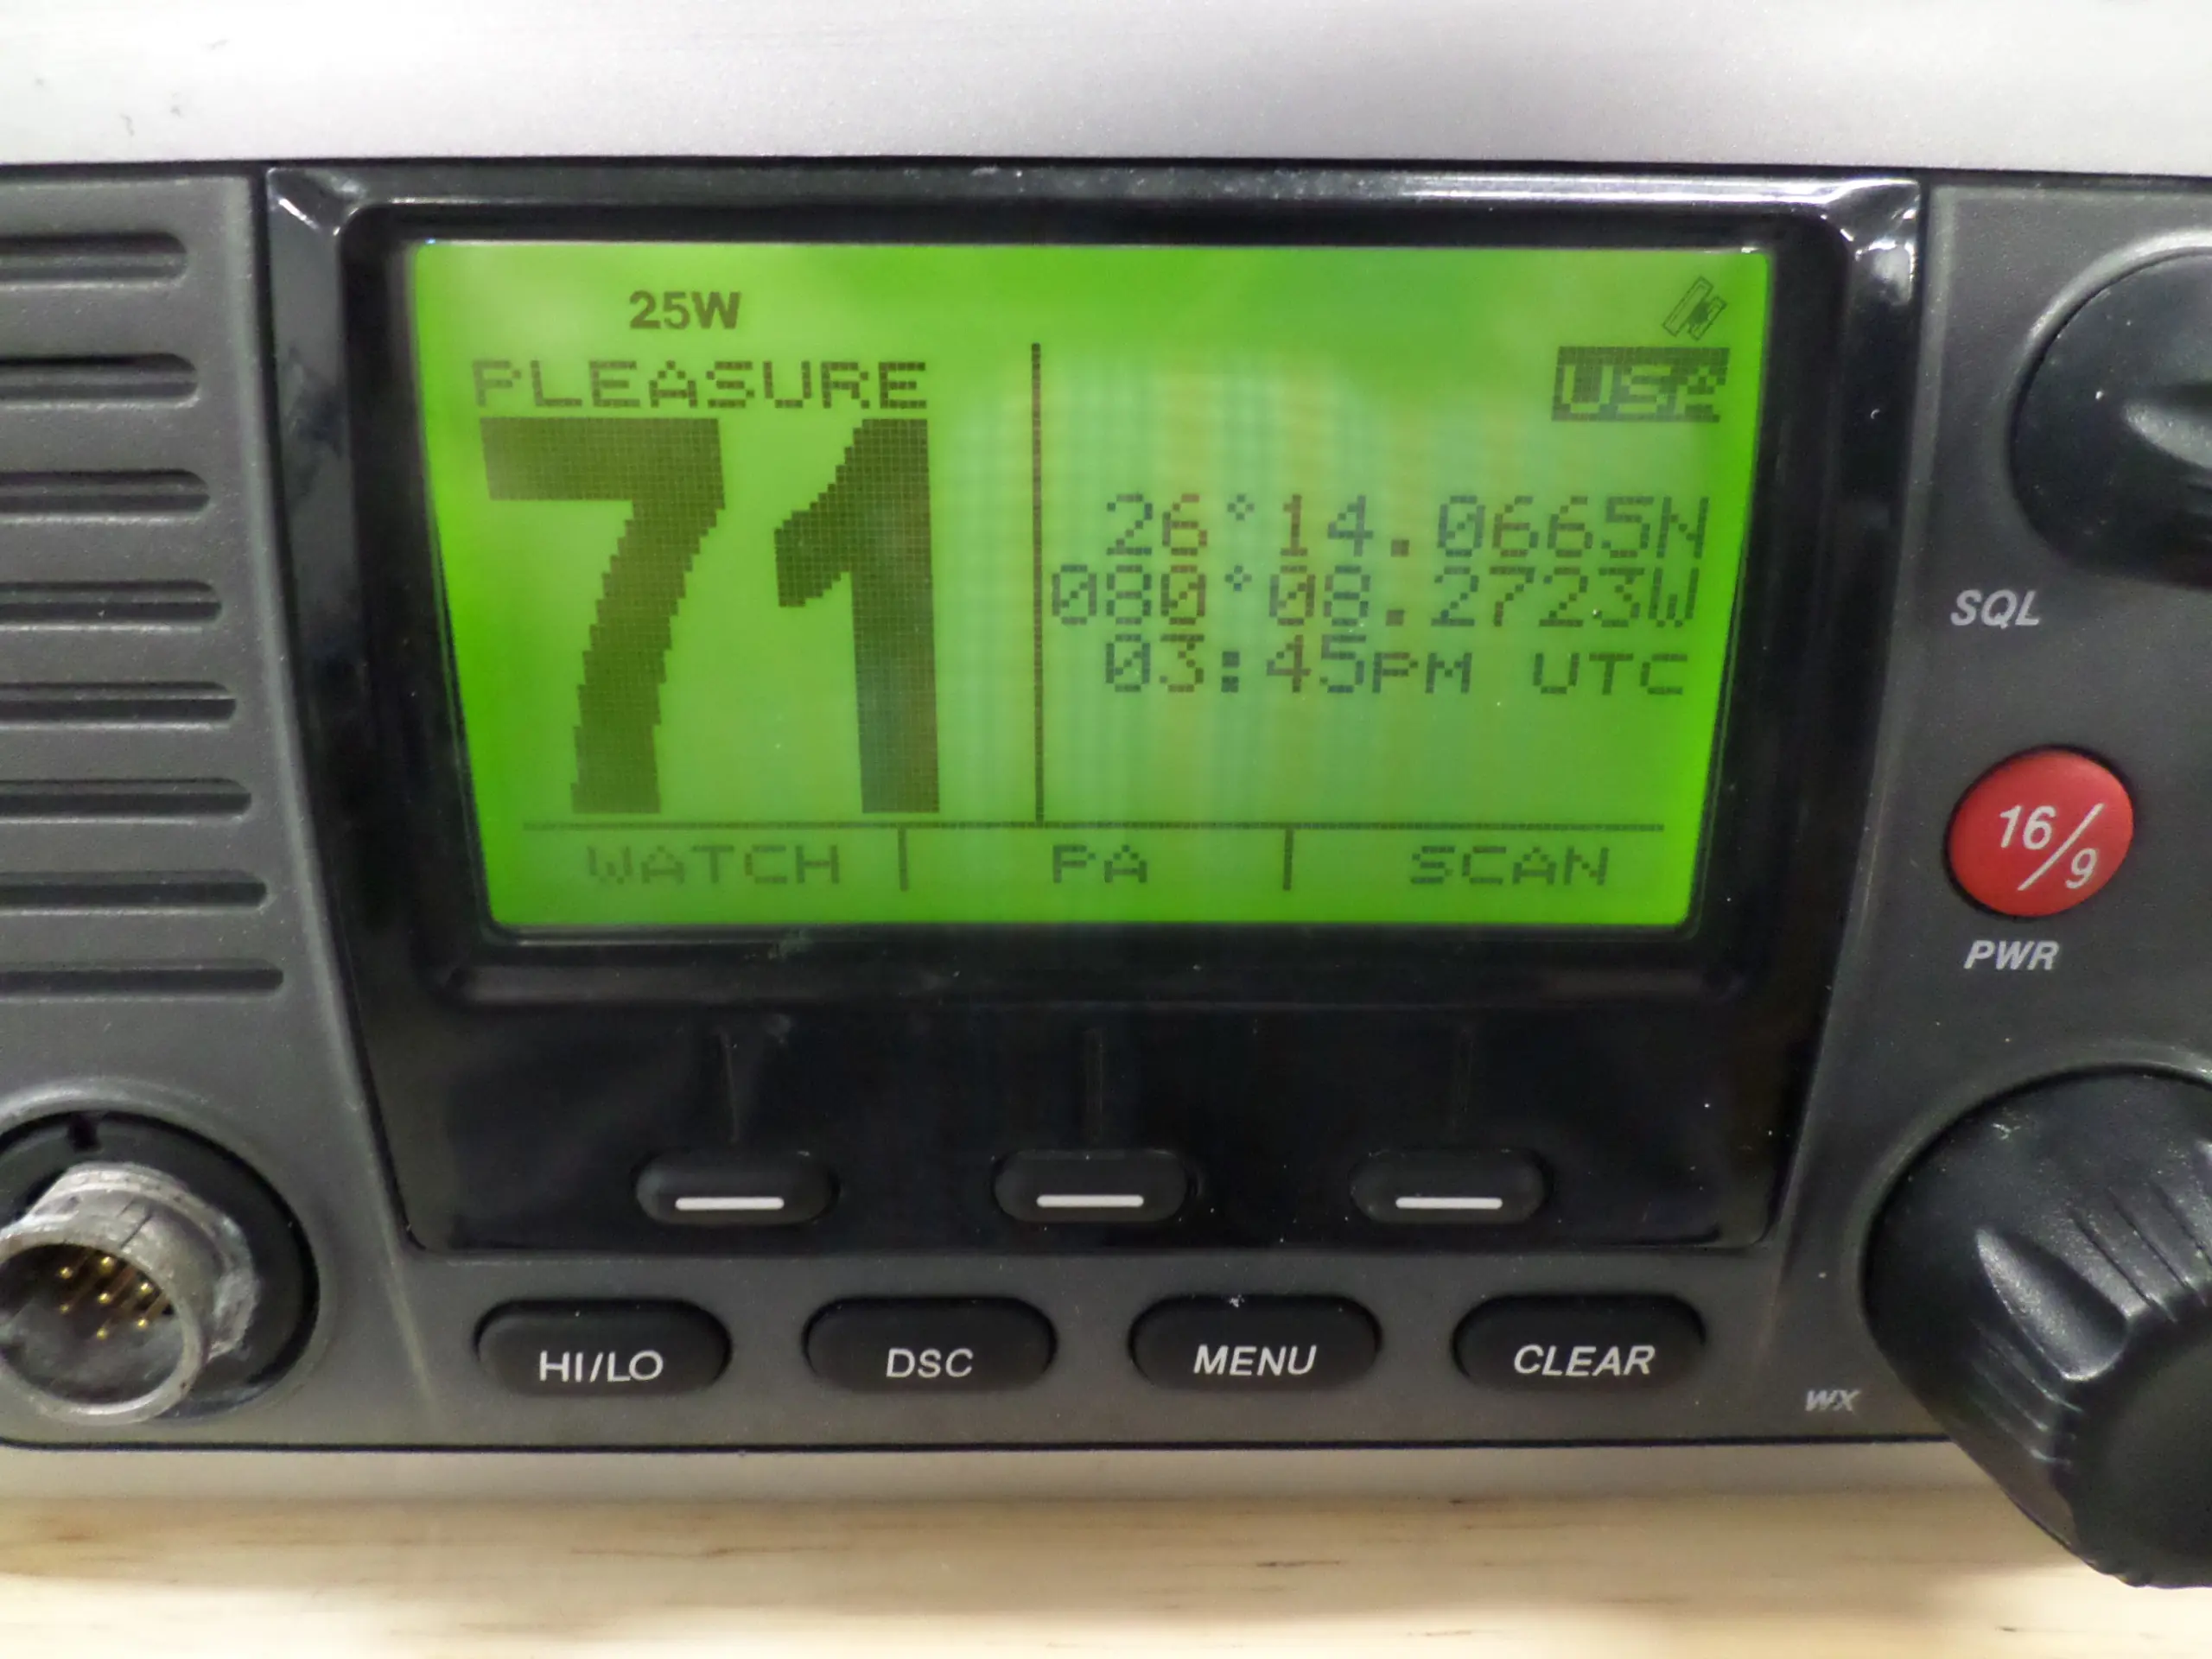 25W
PLEASURE
USA
71
26°14.0665N
080°08.2723W
03:45PM UTC
WATCH PA SCAN
SQL
16/9
PWR
HI/LO DSC MENU CLEAR
WX